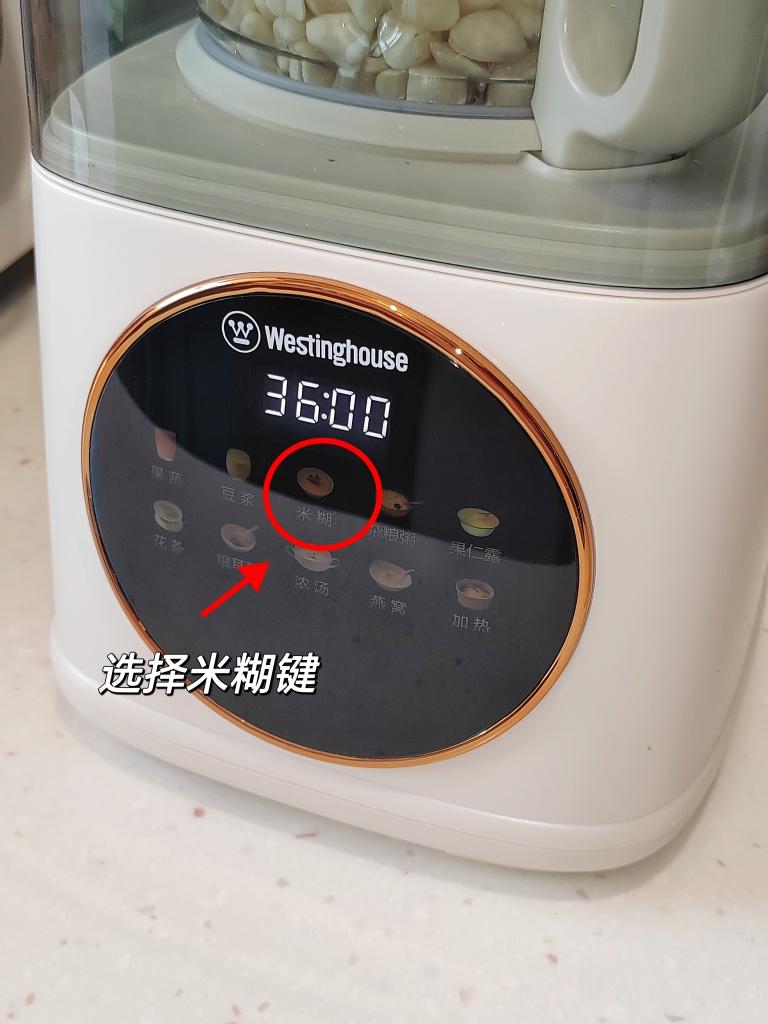 Westinghouse
36:00
果蔬 豆浆 米糊 杂粮粥 果仁露
花茶 银耳 浓汤 燕窝 加热
选择米糊键